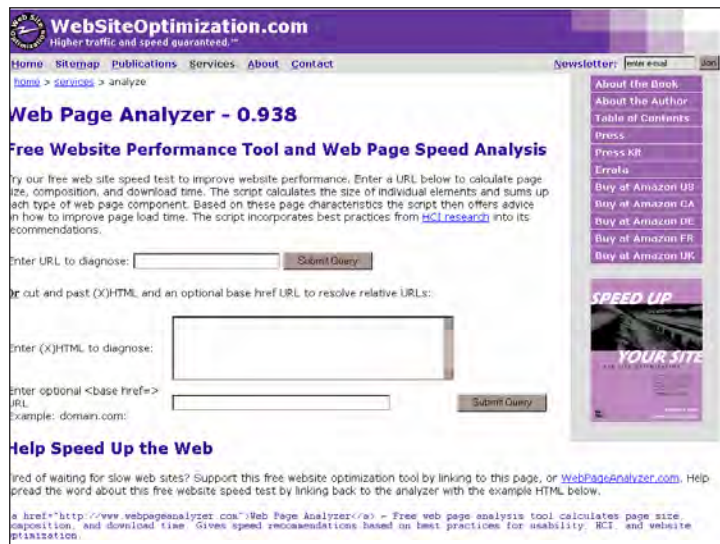 WebSiteOptimization.com
Higher traffic and speed guaranteed.™
Home Sitemap Publications Services About Contact
Newsletter: enter email Join
home > services > analyze
Web Page Analyzer - 0.938
Free Website Performance Tool and Web Page Speed Analysis
Try our free web site speed test to improve website performance. Enter a URL below to calculate page
size, composition, and download time. The script calculates the size of individual elements and sums up
each type of web page component. Based on these page characteristics the script then offers advice
on how to improve page load time. The script incorporates best practices from HCI research into its
recommendations.
Enter URL to diagnose: Submit Query
Or cut and past (X)HTML and an optional base href URL to resolve relative URLs:
Enter (X)HTML to diagnose:
Enter optional <base href=>
URL
Example: domain.com:
Submit Query
Help Speed Up the Web
Tired of waiting for slow web sites? Support this free website optimization tool by linking to this page, or WebPageAnalyzer.com. Help
spread the word about this free website speed test by linking back to the analyzer with the example HTML below.
a href="http://www.webpageanalyzer.com">Web Page Analyzer</a> - Free web page analysis tool calculates page size,
composition, and download time. Gives speed recommendations based on best practices for usability, HCI, and website
optimization.
About the Book
About the Author
Table of Contents
Press
Press Kit
Errata
Buy at Amazon US
Buy at Amazon CA
Buy at Amazon DE
Buy at Amazon FR
Buy at Amazon UK
SPEED UP
YOUR SITE